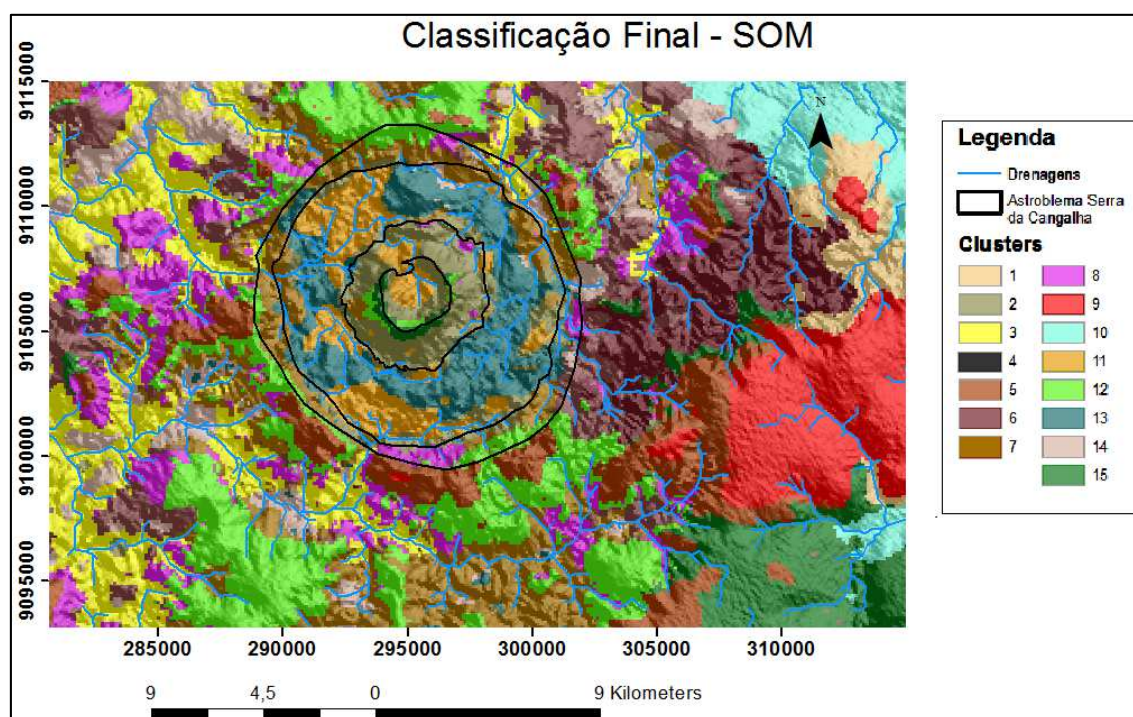 Classificação Final - SOM
9115000
9110000
9105000
9100000
9095000
285000 290000 295000 300000 305000 310000
N
9 4,5 0 9 Kilometers
Legenda
Drenagens
Astroblema Serra
da Cangalha
Clusters
1 8
2 9
3 10
4 11
5 12
6 13
7 14
15